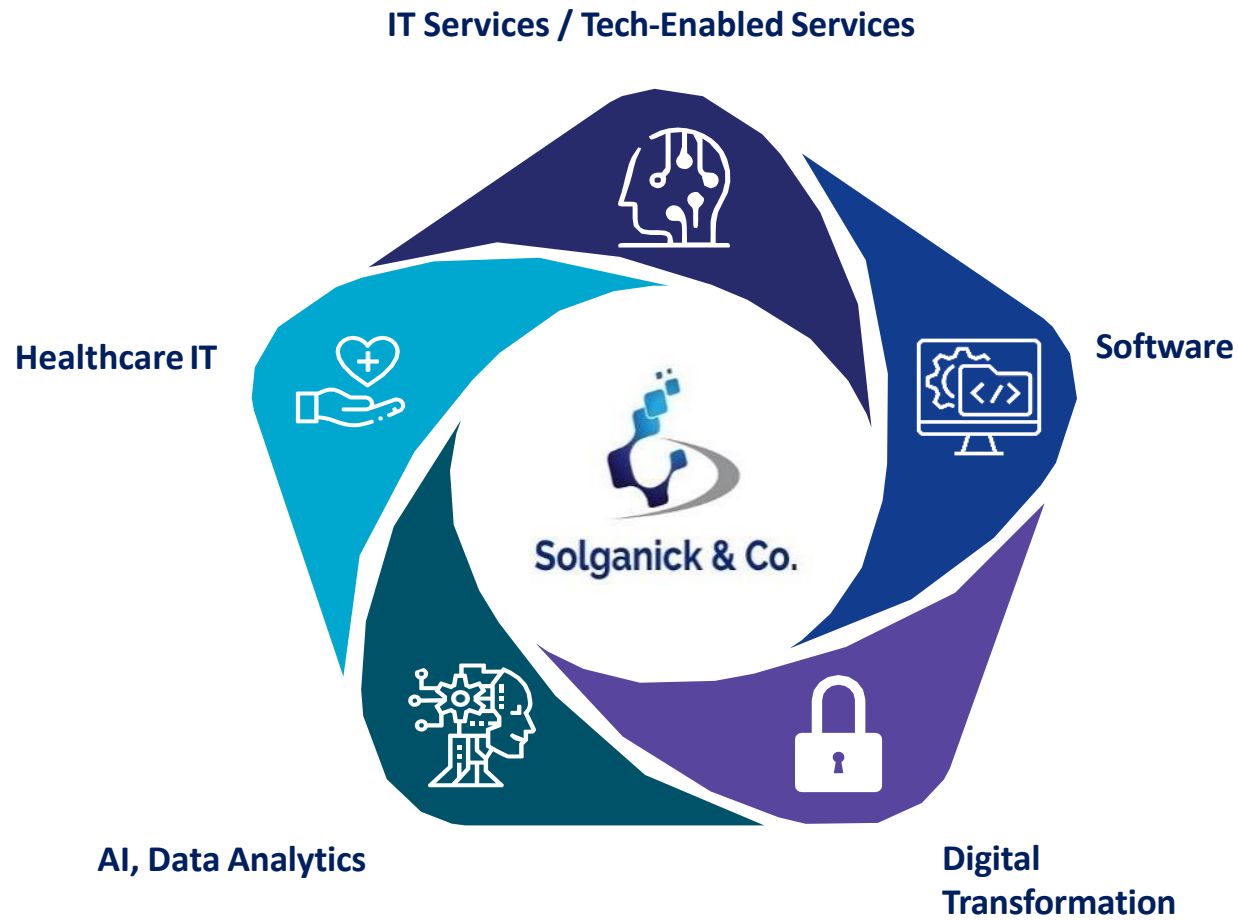 IT Services / Tech-Enabled Services
Healthcare IT
Software
</>
Solganick & Co.
AI, Data Analytics
Digital
Transformation